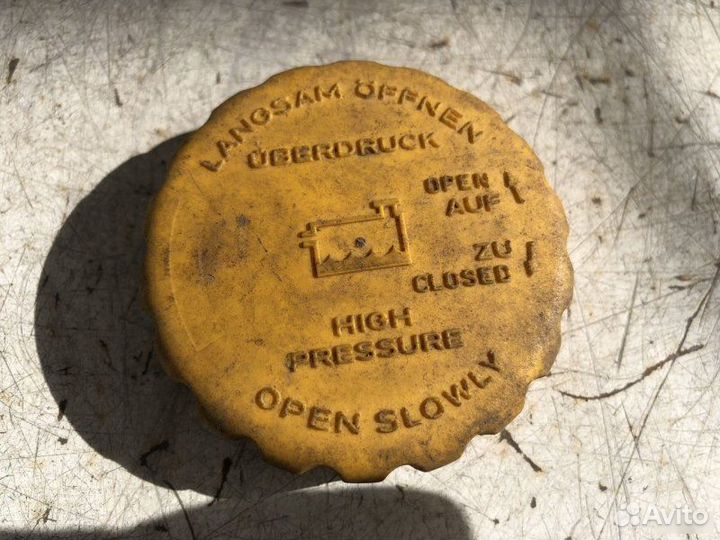 LANGSAM ÖFFNEN
ÜBERDRUCK
OPEN
AUF
ZU
CLOSED
HIGH
PRESSURE
OPEN SLOWLY
Avito